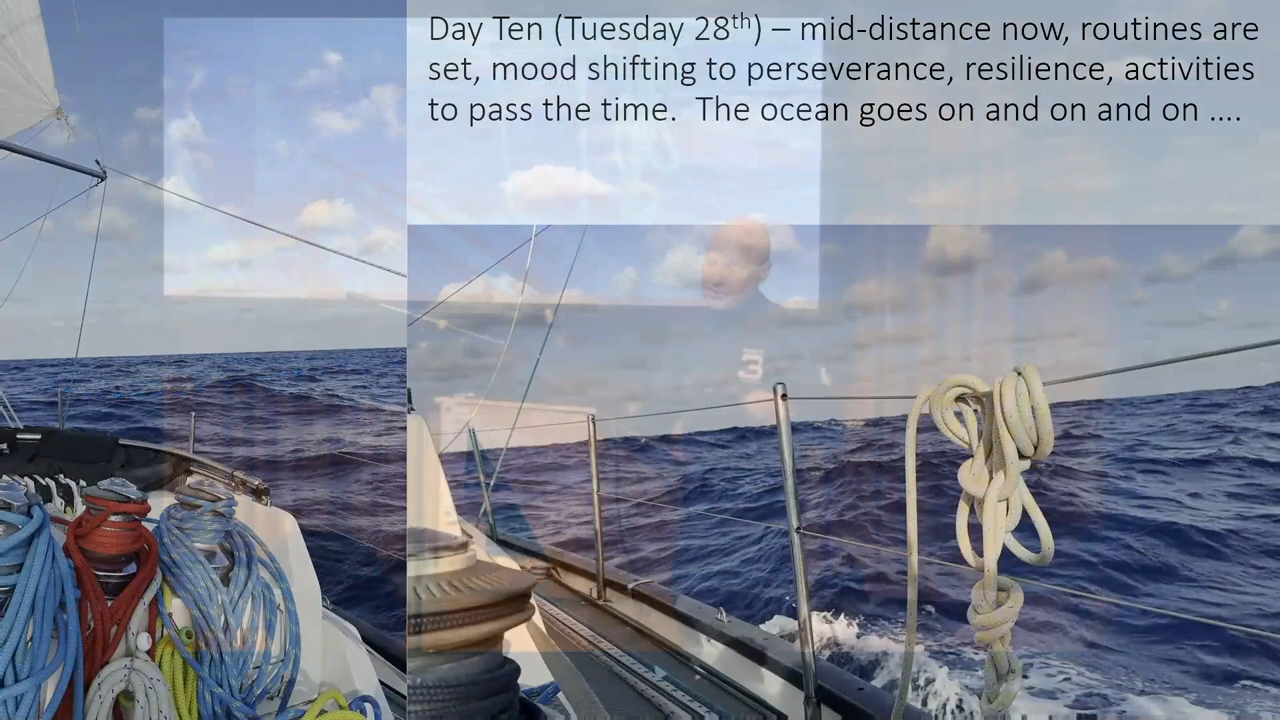 Day Ten (Tuesday 28th) – mid-distance now, routines are
set, mood shifting to perseverance, resilience, activities
to pass the time.  The ocean goes on and on and on ....
3